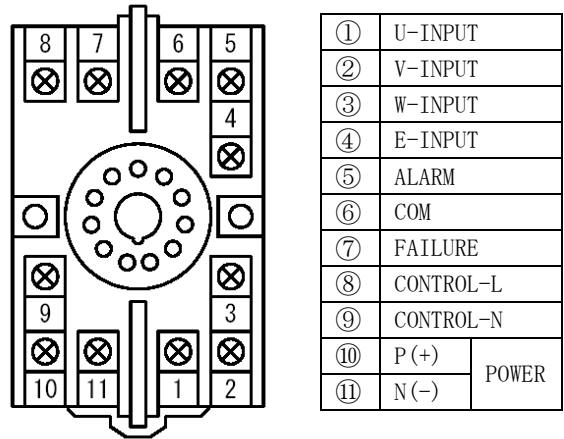 8 7 6 5
4
9 3
10 11 1 2
① U-INPUT
② V-INPUT
③ W-INPUT
④ E-INPUT
⑤ ALARM
⑥ COM
⑦ FAILURE
⑧ CONTROL-L
⑨ CONTROL-N
⑩ P(+)
⑪ N(-)
POWER